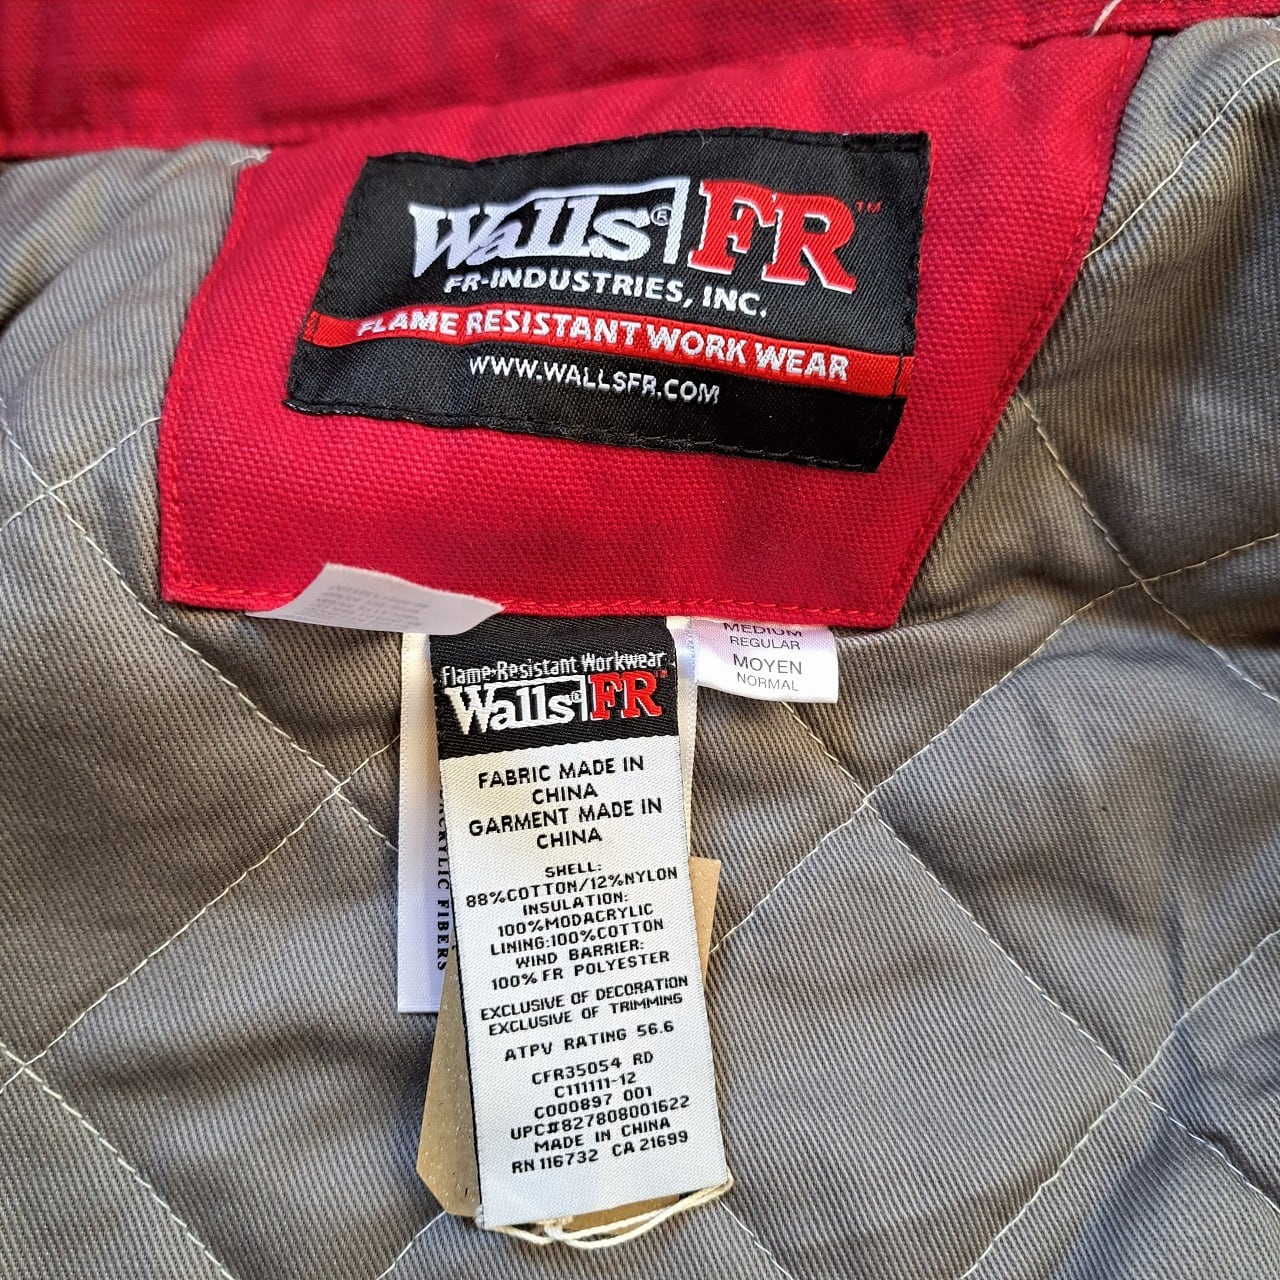 Walls® FR™
FR-INDUSTRIES, INC.
FLAME RESISTANT WORK WEAR
WWW.WALLSFR.COM
MEDIUM
REGULAR
MOYEN
NORMAL
Flame-Resistant Workwear
Walls® FR™
FABRIC MADE IN
CHINA
GARMENT MADE IN
CHINA
SHELL:
88%COTTON/12%NYLON
INSULATION:
100%MODACRYLIC
LINING:100%COTTON
WIND BARRIER:
100% FR POLYESTER
EXCLUSIVE OF DECORATION
EXCLUSIVE OF TRIMMING
ATPV RATING 56.6
CFR35054 RD
C111111-12
C000897 001
UPC#827808001622
MADE IN CHINA
RN 116732 CA 21699
ACRYLIC FIBERS